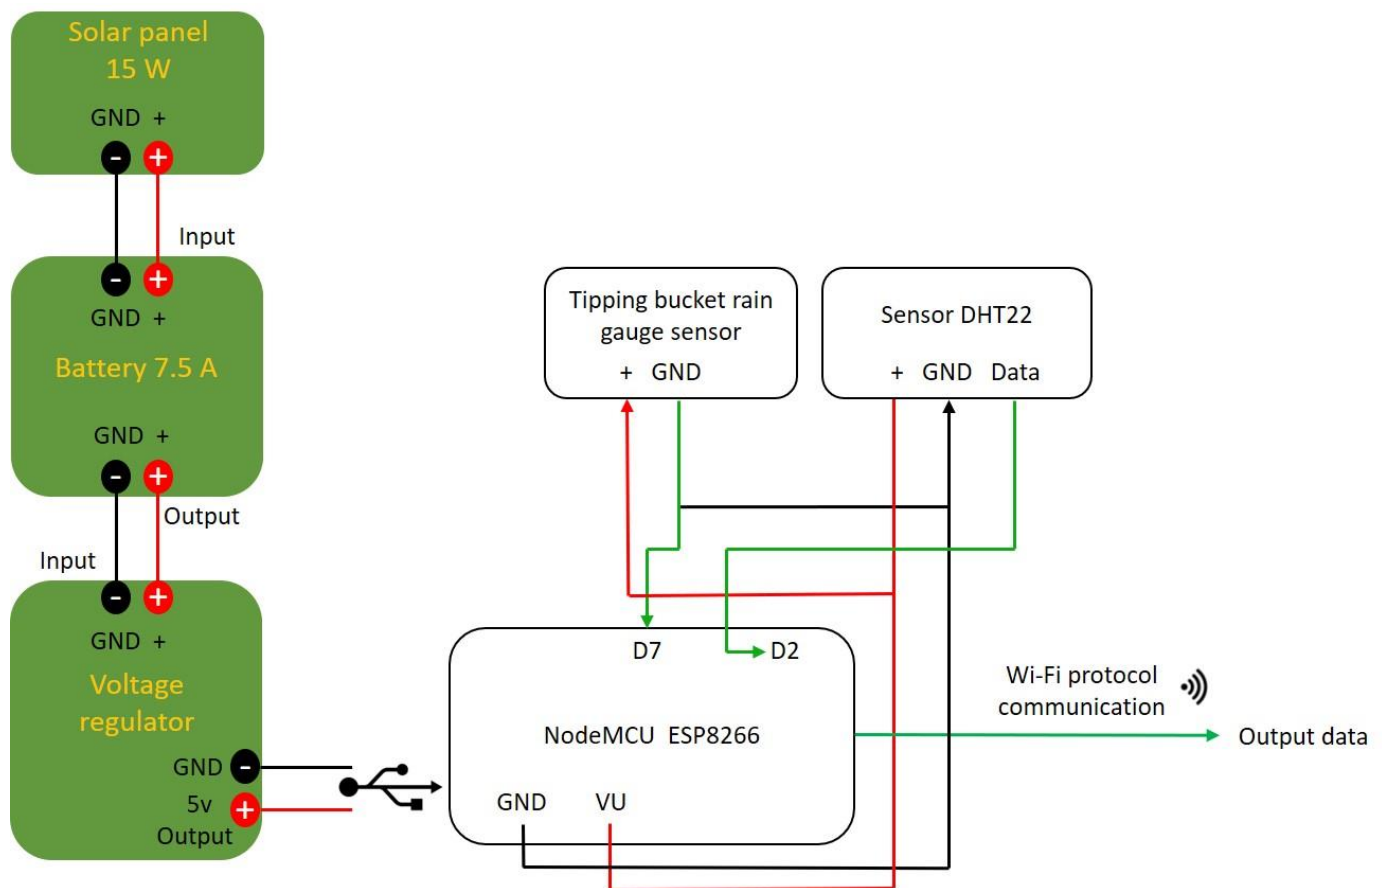 Solar panel
15 W
GND +
- +
Input
- +
GND +
Battery 7.5 A
GND +
- +
Output
Input
- +
GND +
Voltage
regulator
GND -
5v +
Output
Tipping bucket rain
gauge sensor
+ GND
Sensor DHT22
+ GND Data
D7 D2
NodeMCU ESP8266
GND VU
Wi-Fi protocol
communication
Output data